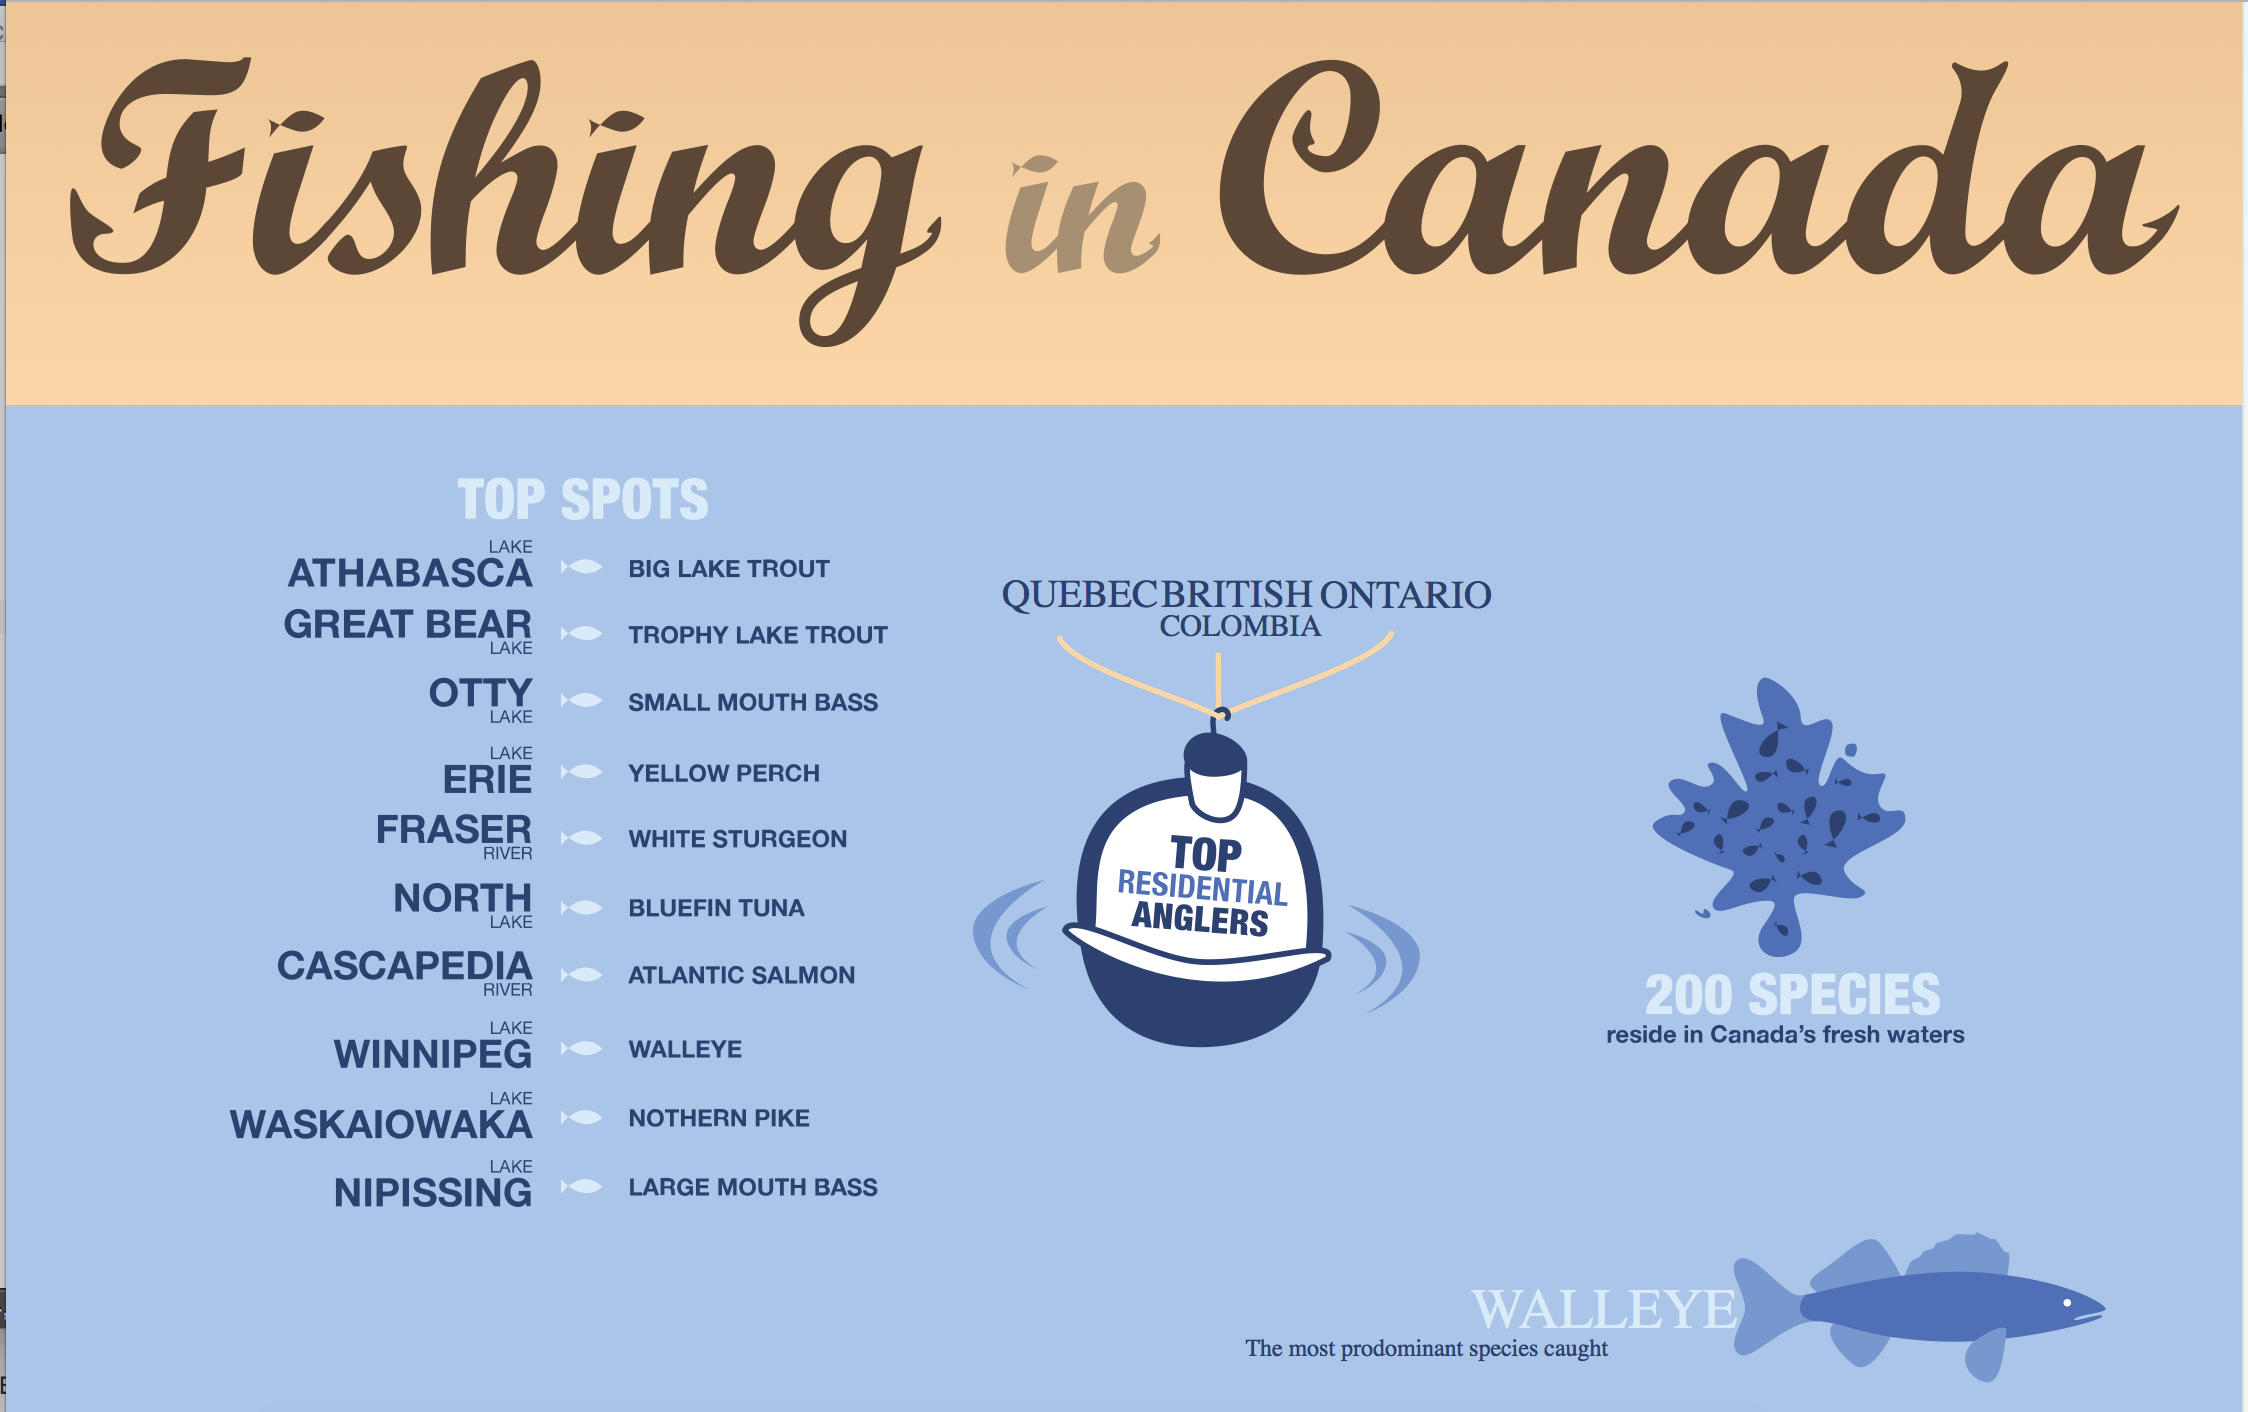 Fishing in Canada
TOP SPOTS
LAKE
ATHABASCA BIG LAKE TROUT
GREAT BEAR
LAKE
TROPHY LAKE TROUT
OTTY
LAKE
SMALL MOUTH BASS
LAKE
ERIE YELLOW PERCH
FRASER
RIVER
WHITE STURGEON
NORTH
LAKE
BLUEFIN TUNA
CASCAPEDIA
RIVER
ATLANTIC SALMON
LAKE
WINNIPEG WALLEYE
LAKE
WASKAIOWAKA NOTHERN PIKE
LAKE
NIPISSING LARGE MOUTH BASS
QUEBEC BRITISH ONTARIO
COLOMBIA
TOP
RESIDENTIAL
ANGLERS
200 SPECIES
reside in Canada's fresh waters
WALLEYE
The most prodominant species caught